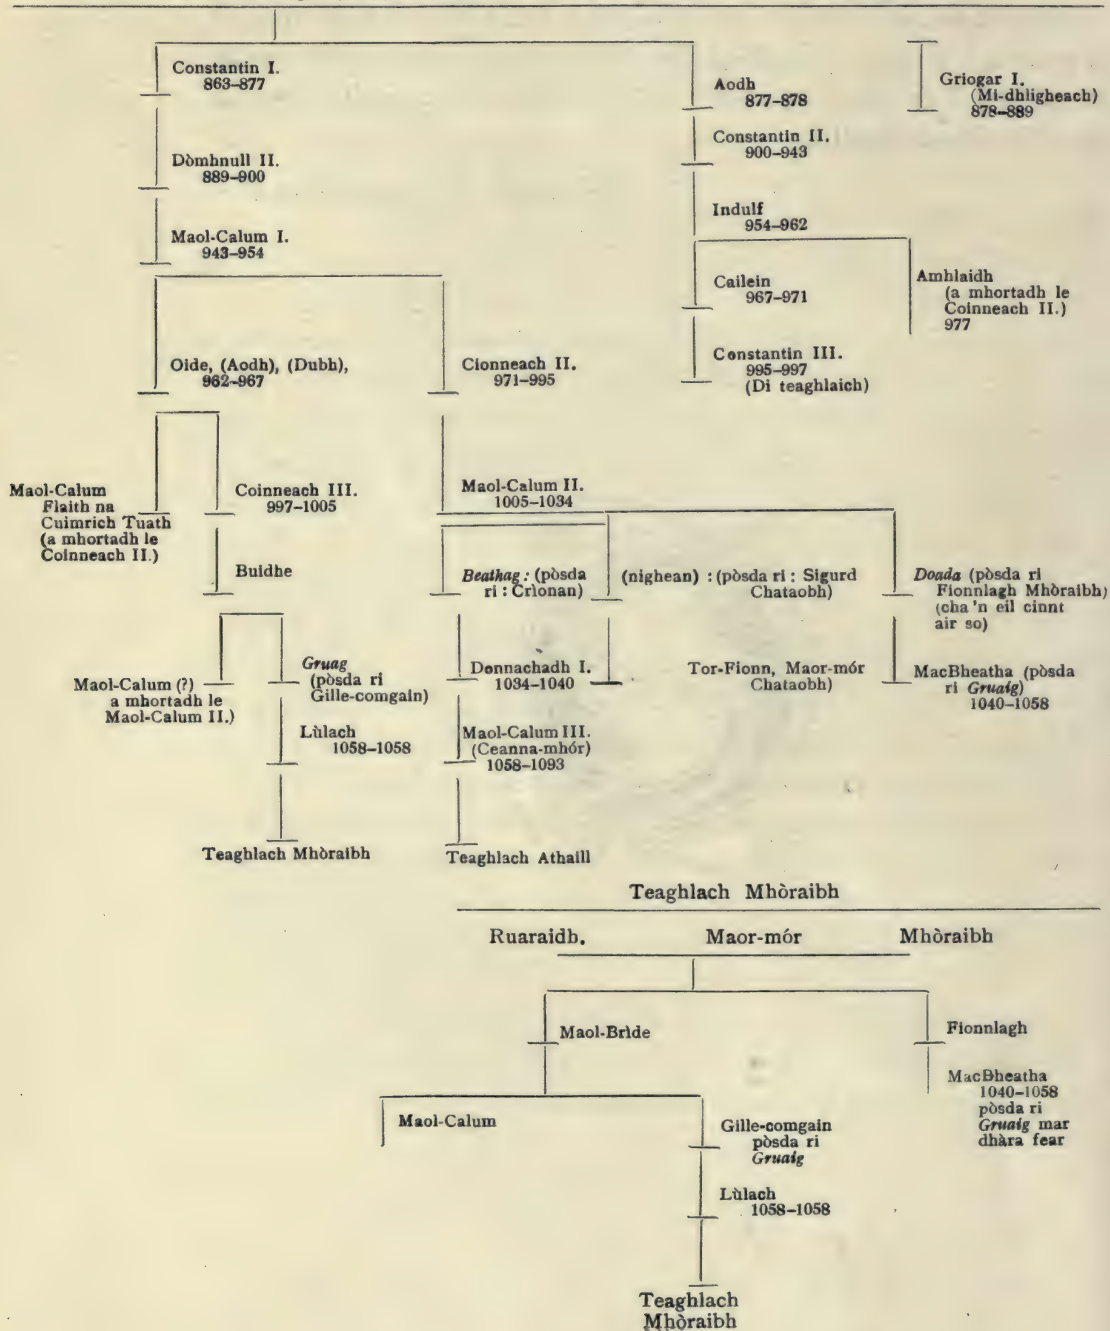 Constantin I.
863–877
Dòmhnull II.
889–900
Maol-Calum I.
943–954
Aodh
877–878
Constantin II.
900–943
Indulf
954–962
Griogar I.
(Mi-dhligheach)
878–889
Cailein
967–971
Constantin III.
995–997
(Di teaghlaich)
Amhlaidh
(a mhortadh le
Coinneach II.)
977
Oide, (Aodh), (Dubh),
962–967
Cionneach II.
971–995
Maol-Calum
Flaith na
Cuimrich Tuath
(a mhortadh le
Coinneach II.)
Coinneach III.
997–1005
Buidhe
Maol-Calum II.
1005–1034
Beathag: (pòsda
ri : Crìonan)
(nighean) : (pòsda ri : Sigurd
Chataobh)
Doada (pòsda ri
Fionnlagh Mhòraibh)
(cha'n eil cinnt
air so)
Maol-Calum (?)
a mhortadh le
Maol-Calum II.)
Gruag
(pòsda ri
Gille-comgain)
Lùlach
1058–1058
Donnachadh I.
1034–1040
Maol-Calum III.
(Ceanna-mhór)
1058–1093
Tor-Fionn, Maor-mór
Chataobh)
MacBheatha (pòsda
ri Gruaig)
1040–1058
Teaghlach Mhòraibh
Teaghlach Athaill
Teaghlach Mhòraibh
Ruaraidh. Maor-mór Mhòraibh
Maol-Brìde
Fionnlagh
MacBheatha
1040–1058
pòsda ri
Gruaig mar
dhàra fear
Maol-Calum
Gille-comgain
pòsda ri
Gruaig
Lùlach
1058–1058
Teaghlach
Mhòraibh